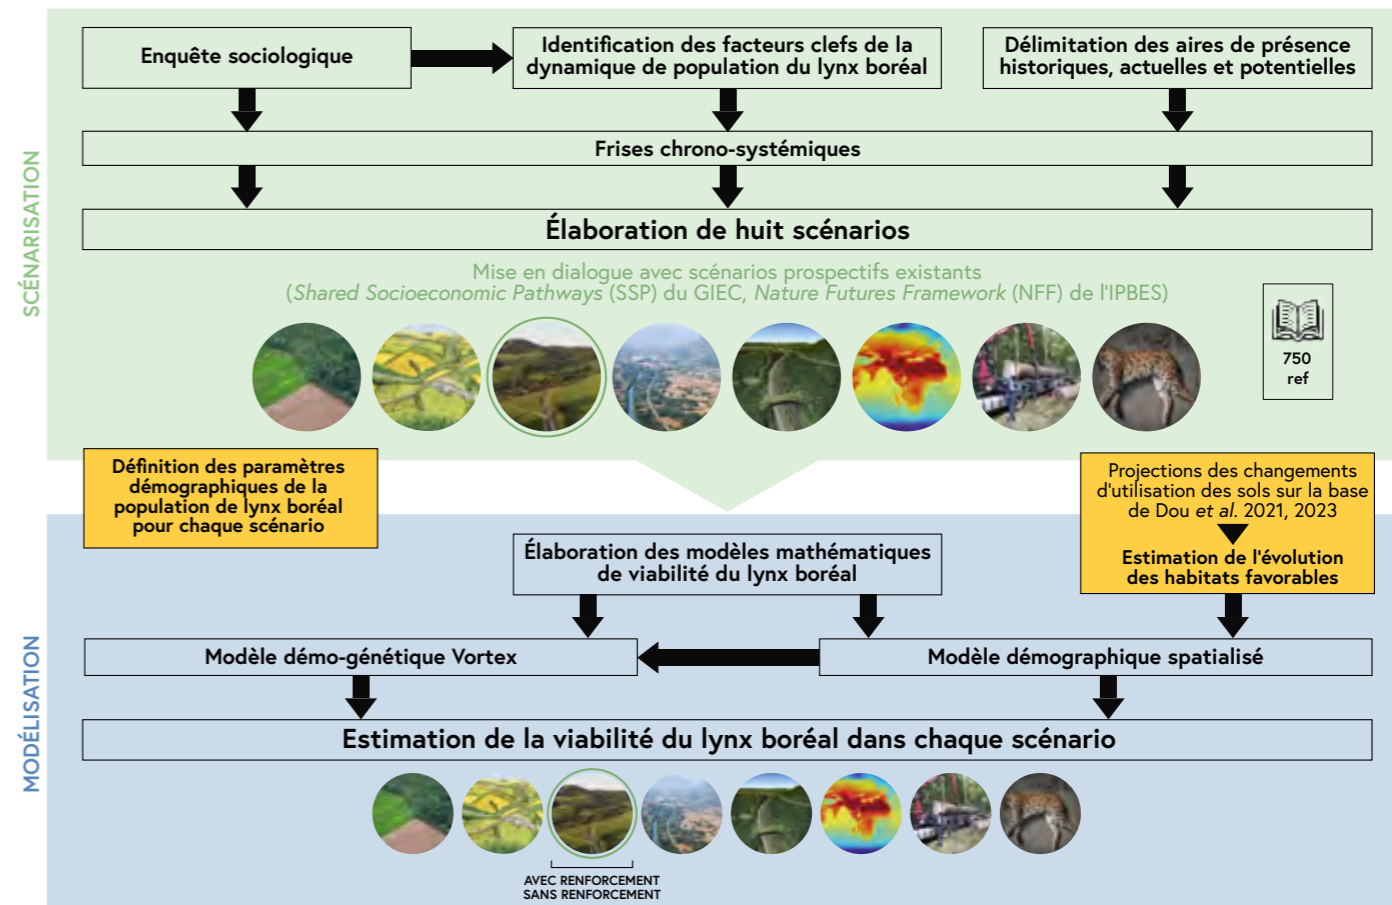 SCÉNARISATION
Enquête sociologique
Identification des facteurs clefs de la
dynamique de population du lynx boréal
Délimitation des aires de présence
historiques, actuelles et potentielles
Frises chrono-systémiques
Élaboration de huit scénarios
Mise en dialogue avec scénarios prospectifs existants
(Shared Socioeconomic Pathways (SSP) du GIEC, Nature Futures Framework (NFF) de l'IPBES)
750
ref
Définition des paramètres
démographiques de la
population de lynx boréal
pour chaque scénario
Projections des changements
d'utilisation des sols sur la base
de Dou et al. 2021, 2023
Estimation de l'évolution
des habitats favorables
MODÉLISATION
Élaboration des modèles mathématiques
de viabilité du lynx boréal
Modèle démo-génétique Vortex
Modèle démographique spatialisé
Estimation de la viabilité du lynx boréal dans chaque scénario
AVEC RENFORCEMENT
SANS RENFORCEMENT